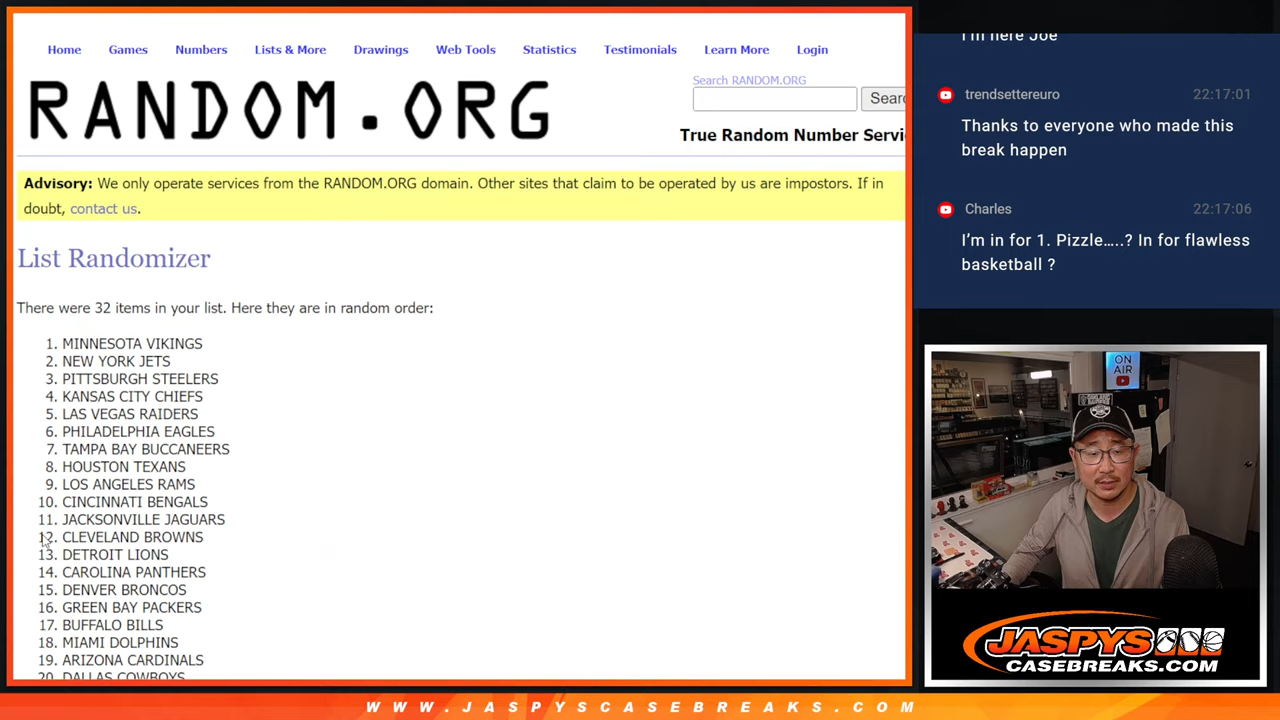 Home Games Numbers Lists & More Drawings Web Tools Statistics Testimonials Learn More Login
RANDOM.ORG
Search RANDOM.ORG
Sear
True Random Number Servi
Advisory: We only operate services from the RANDOM.ORG domain. Other sites that claim to be operated by us are impostors. If in
doubt, contact us.
List Randomizer
There were 32 items in your list. Here they are in random order:
1. MINNESOTA VIKINGS
2. NEW YORK JETS
3. PITTSBURGH STEELERS
4. KANSAS CITY CHIEFS
5. LAS VEGAS RAIDERS
6. PHILADELPHIA EAGLES
7. TAMPA BAY BUCCANEERS
8. HOUSTON TEXANS
9. LOS ANGELES RAMS
10. CINCINNATI BENGALS
11. JACKSONVILLE JAGUARS
12. CLEVELAND BROWNS
13. DETROIT LIONS
14. CAROLINA PANTHERS
15. DENVER BRONCOS
16. GREEN BAY PACKERS
17. BUFFALO BILLS
18. MIAMI DOLPHINS
19. ARIZONA CARDINALS
20. DALLAS COWBOYS
I'm here Joe
trendsettereuro 22:17:01
Thanks to everyone who made this
break happen
Charles 22:17:06
I’m in for 1. Pizzle…..? In for flawless
basketball ?
ON
AIR
JASPYS
CASEBREAKS.COM
WWW.JASPYSCASEBREAKS.COM